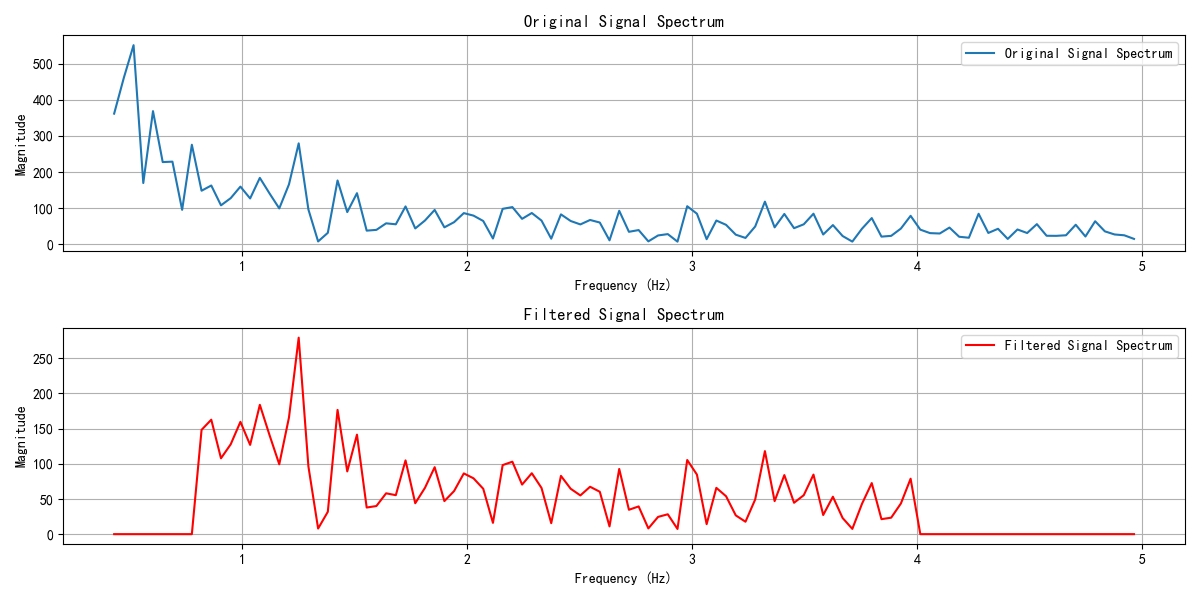 Original Signal Spectrum
Original Signal Spectrum
500
400
300
200
100
0
Magnitude
1 2 3 4 5
Frequency (Hz)
Filtered Signal Spectrum
Filtered Signal Spectrum
250
200
150
100
50
0
Magnitude
1 2 3 4 5
Frequency (Hz)